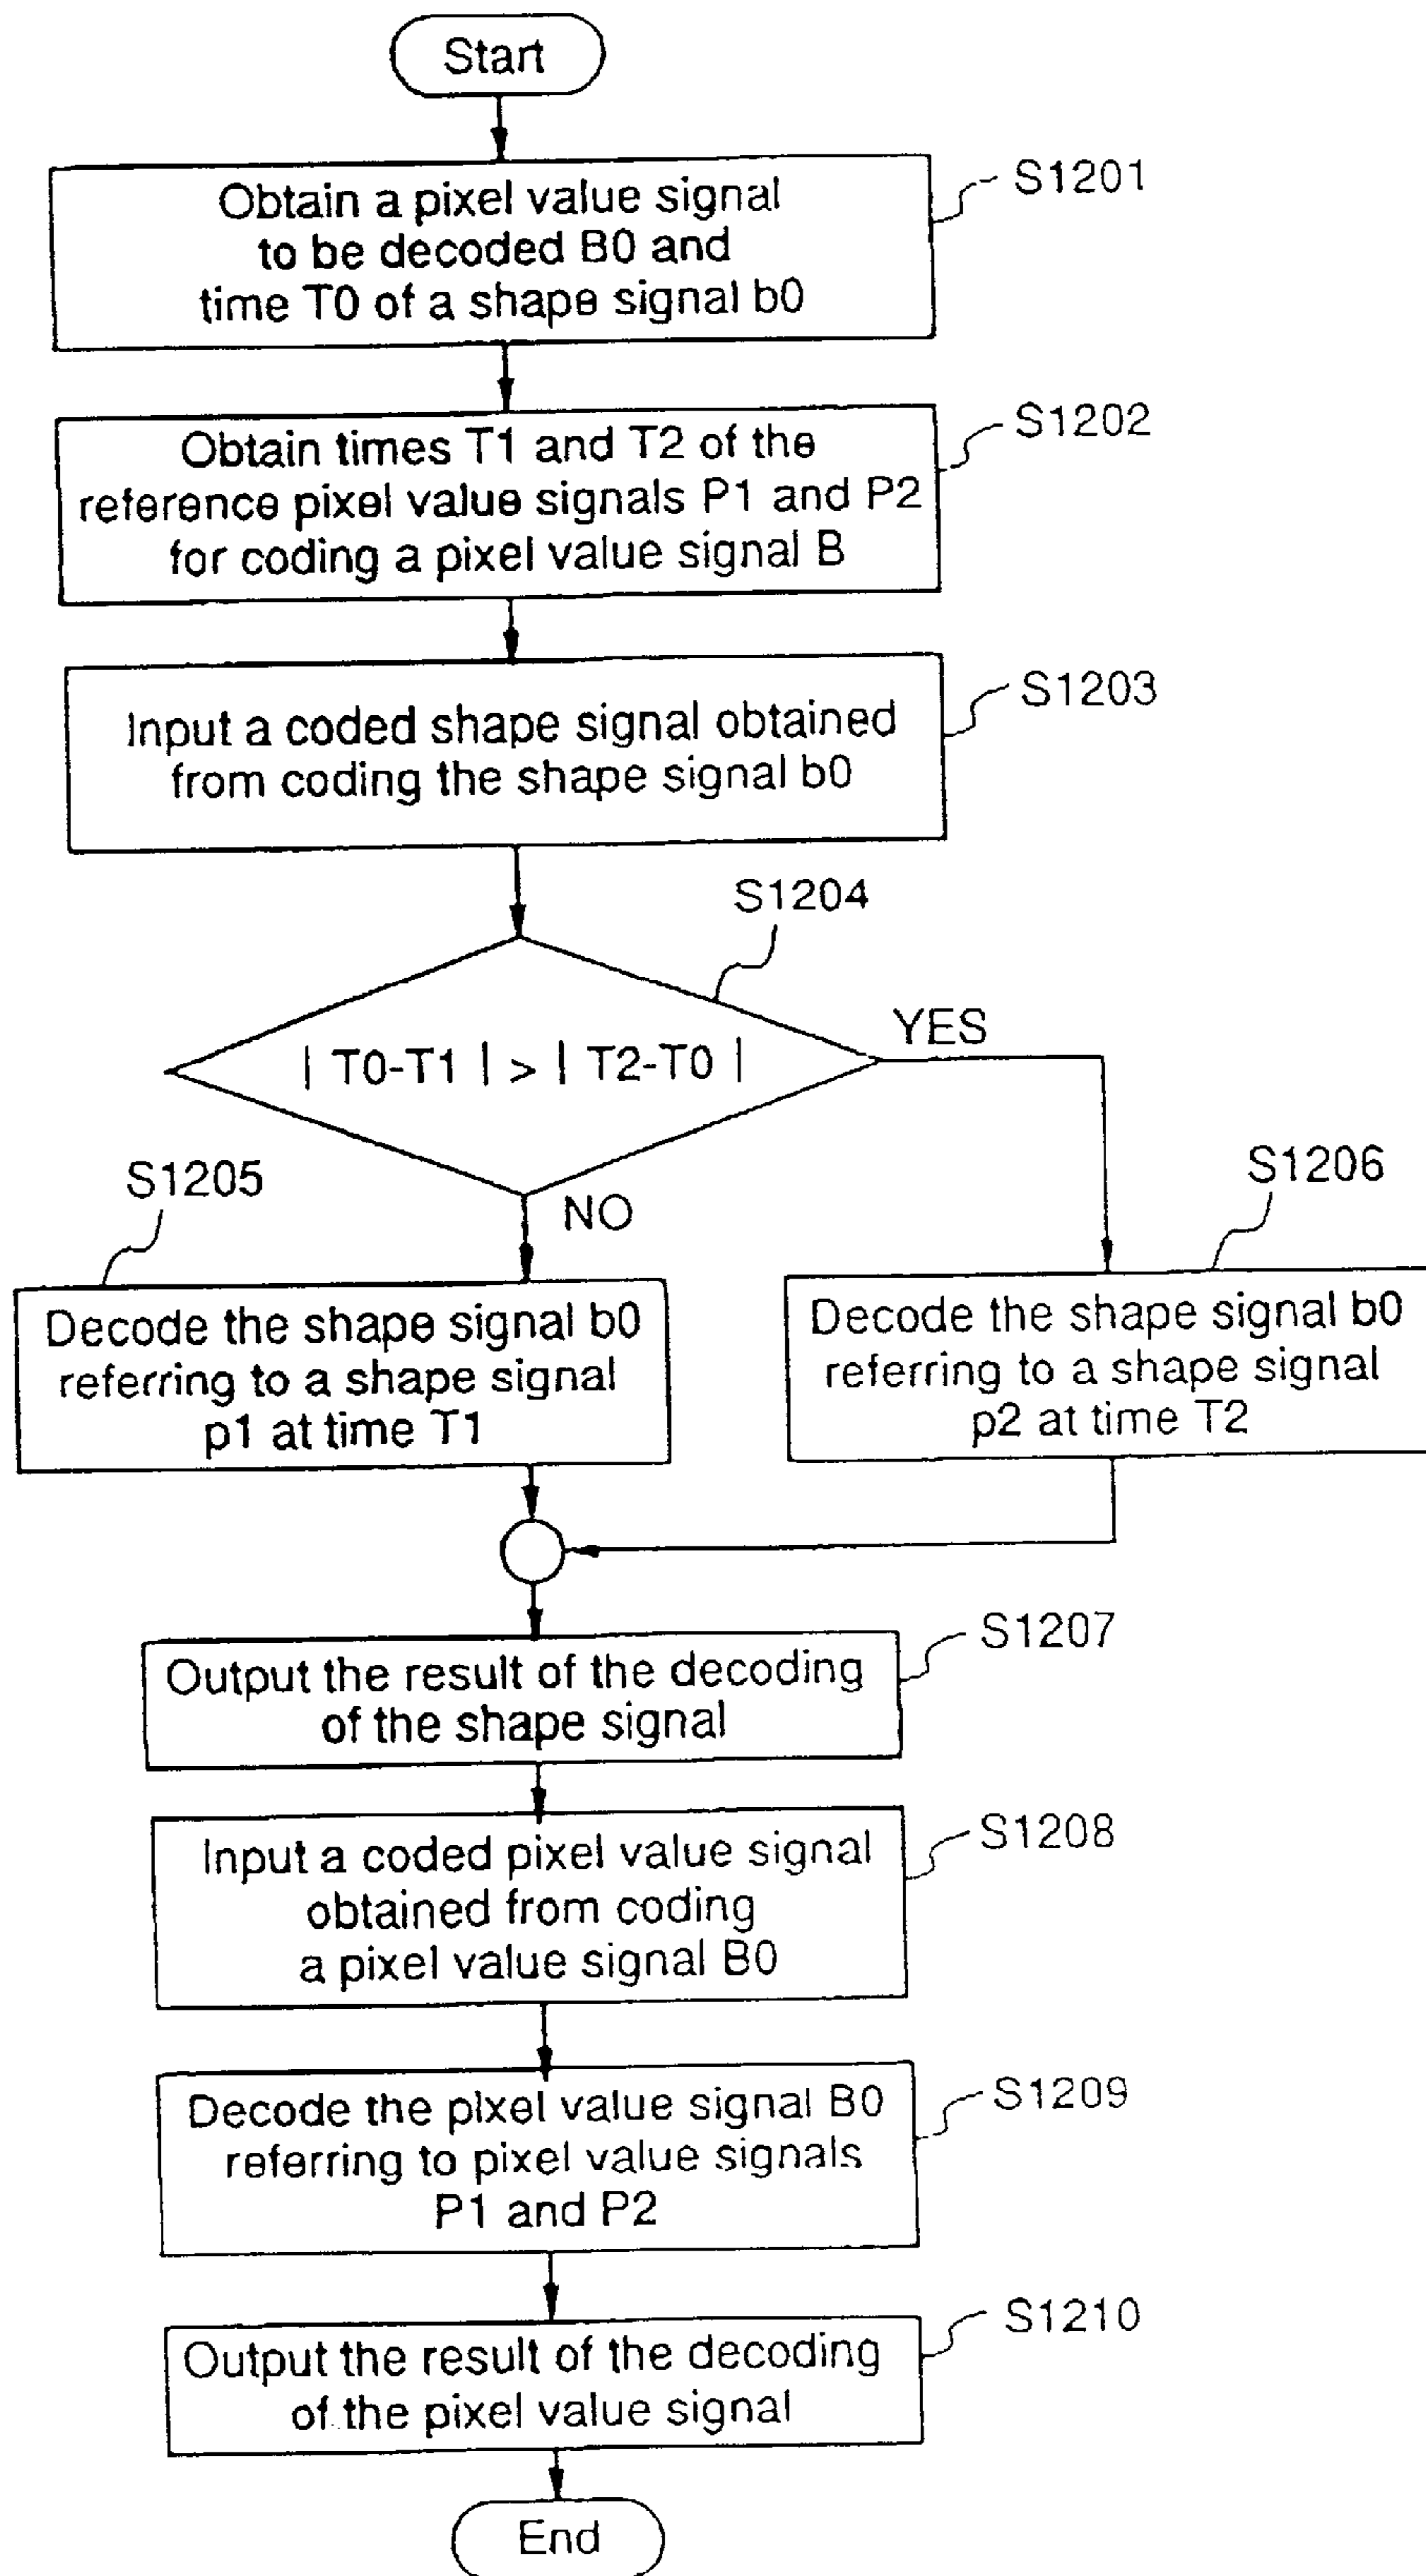 Start
Obtain a pixel value signal
to be decoded B0 and
time T0 of a shape signal b0
S1201
Obtain times T1 and T2 of the
reference pixel value signals P1 and P2
for coding a pixel value signal B
S1202
Input a coded shape signal obtained
from coding the shape signal b0
S1203
S1204
| T0-T1 | > | T2-T0 |
YES
NO
S1205
Decode the shape signal b0
referring to a shape signal
p1 at time T1
S1206
Decode the shape signal b0
referring to a shape signal
p2 at time T2
Output the result of the decoding
of the shape signal
S1207
Input a coded pixel value signal
obtained from coding
a pixel value signal B0
S1208
Decode the pixel value signal B0
referring to pixel value signals
P1 and P2
S1209
Output the result of the decoding
of the pixel value signal
S1210
End